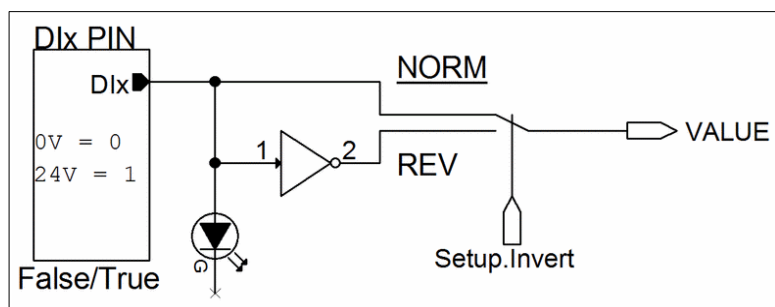 DIx PIN
DIx
0V = 0
24V = 1
False/True
1
2
G
NORM
REV
VALUE
Setup.Invert